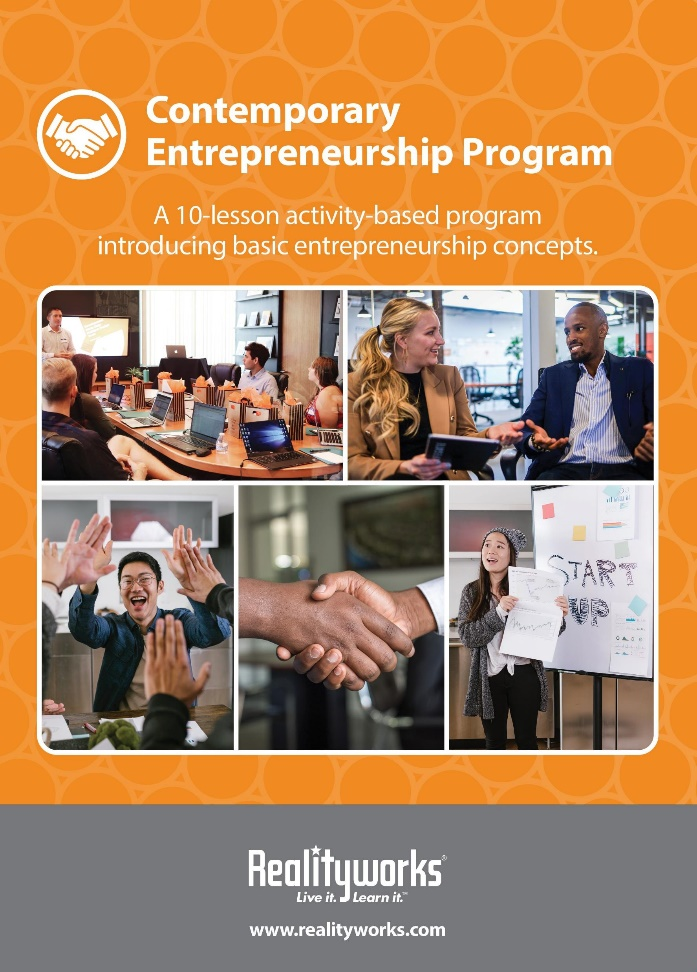 Contemporary
Entrepreneurship Program
A 10-lesson activity-based program
introducing basic entrepreneurship concepts.
START
UP
Realityworks®
Live it. Learn it.™
www.realityworks.com